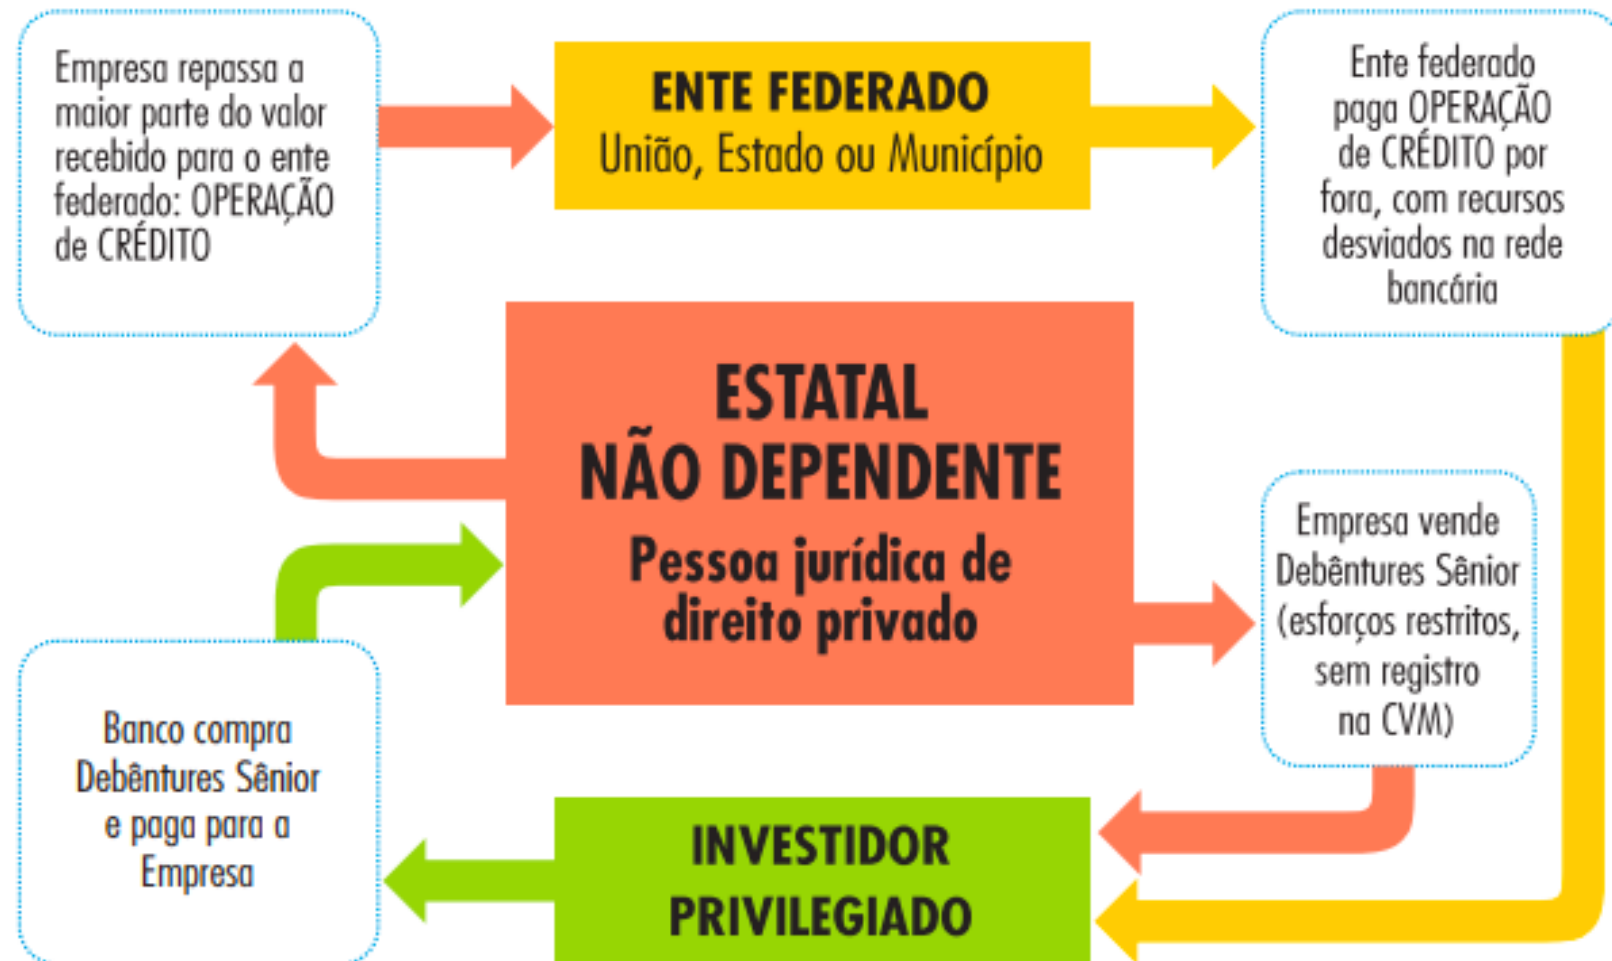 Empresa repassa a
maior parte do valor
recebido para o ente
federado: OPERAÇÃO
de CRÉDITO
ENTE FEDERADO
União, Estado ou Município
Ente federado
paga OPERAÇÃO
de CRÉDITO por
fora, com recursos
desviados na rede
bancária
ESTATAL
NÃO DEPENDENTE
Pessoa jurídica de
direito privado
Empresa vende
Debêntures Sênior
(esforços restritos,
sem registro
na CVM)
Banco compra
Debêntures Sênior
e paga para a
Empresa
INVESTIDOR
PRIVILEGIADO